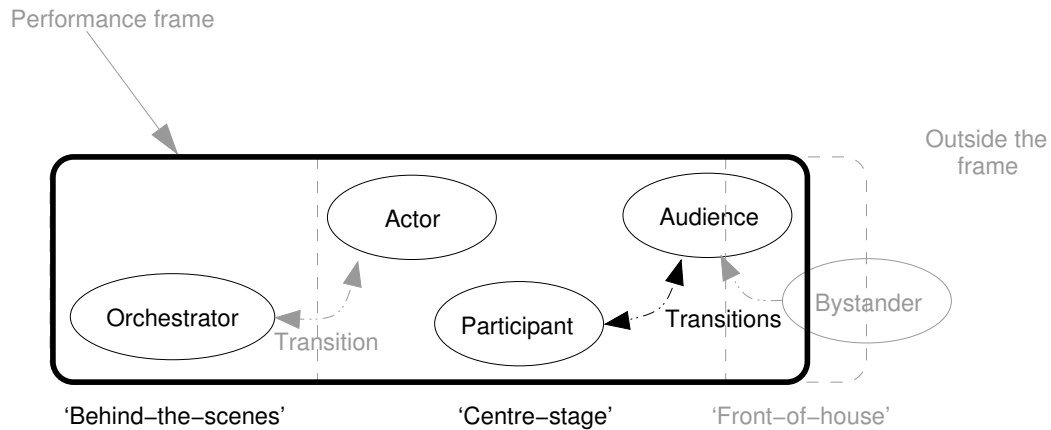 Performance frame
Outside the
frame
Actor
Audience
Orchestrator
Participant
Bystander
Transition
Transitions
‘Behind−the−scenes’
‘Centre−stage’
‘Front−of−house’